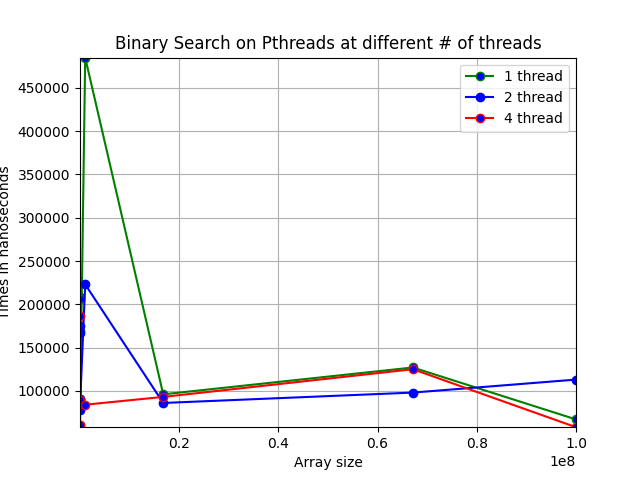 Binary Search on Pthreads at different # of threads
1 thread
2 thread
4 thread
450000
400000
350000
300000
250000
200000
150000
100000
Times in nanoseconds
0.2
0.4
0.6
0.8
1.0
1e8
Array size